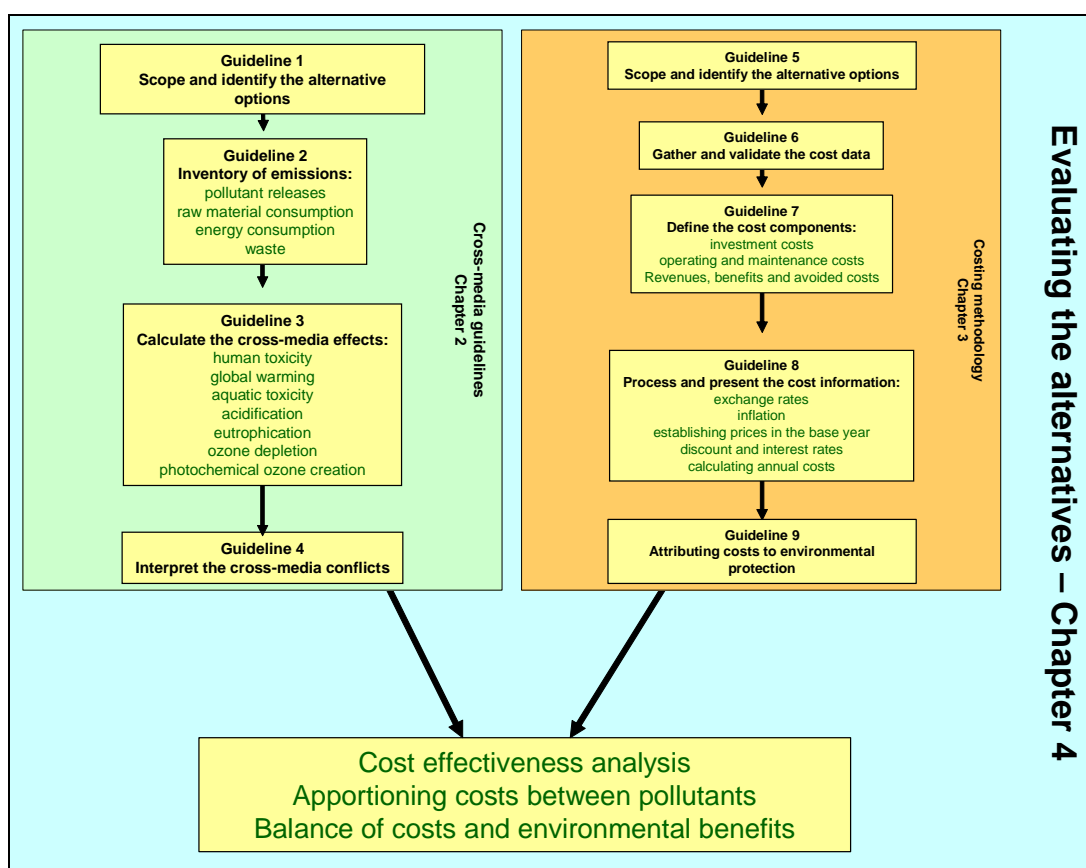 Guideline 1
Scope and identify the alternative
options
Guideline 2
Inventory of emissions:
pollutant releases
raw material consumption
energy consumption
waste
Guideline 3
Calculate the cross-media effects:
human toxicity
global warming
aquatic toxicity
acidification
eutrophication
ozone depletion
photochemical ozone creation
Guideline 4
Interpret the cross-media conflicts
Cross-media guidelines
Chapter 2
Guideline 5
Scope and identify the alternative options
Guideline 6
Gather and validate the cost data
Guideline 7
Define the cost components:
investment costs
operating and maintenance costs
Revenues, benefits and avoided costs
Guideline 8
Process and present the cost information:
exchange rates
inflation
establishing prices in the base year
discount and interest rates
calculating annual costs
Guideline 9
Attributing costs to environmental
protection
Costing methodology
Chapter 3
Evaluating the alternatives – Chapter 4
Cost effectiveness analysis
Apportioning costs between pollutants
Balance of costs and environmental benefits